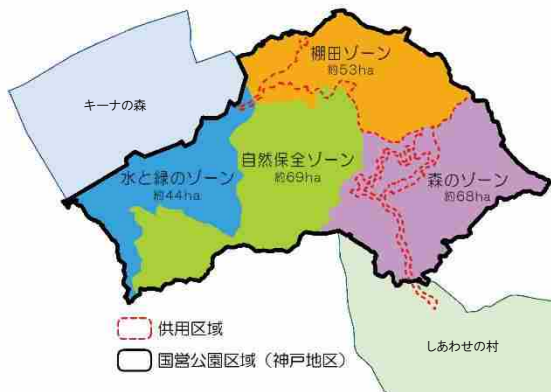 棚田ゾーン
約53ha
キーナの森
水と緑のゾーン
約44ha
自然保全ゾーン
約69ha
森のゾーン
約68ha
供用区域
国営公園区域（神戸地区）
しあわせの村